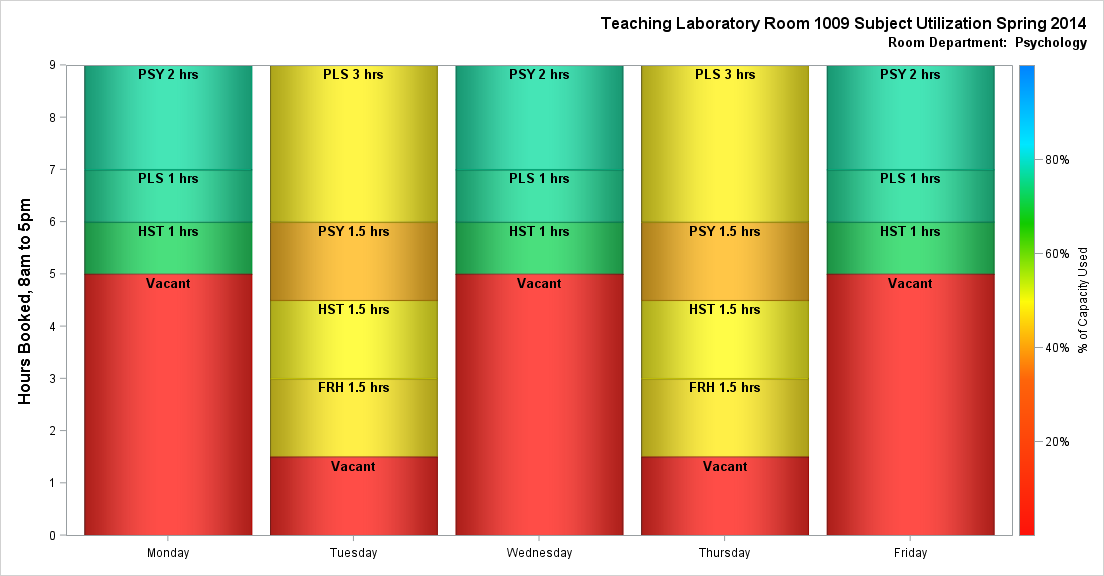 Teaching Laboratory Room 1009 Subject Utilization Spring 2014
Room Department:  Psychology
Hours Booked, 8am to 5pm
9
8
7
6
5
4
3
2
1
0
PSY 2 hrs
PLS 1 hrs
HST 1 hrs
Vacant
PLS 3 hrs
PSY 1.5 hrs
HST 1.5 hrs
FRH 1.5 hrs
Vacant
PSY 2 hrs
PLS 1 hrs
HST 1 hrs
Vacant
PLS 3 hrs
PSY 1.5 hrs
HST 1.5 hrs
FRH 1.5 hrs
Vacant
PSY 2 hrs
PLS 1 hrs
HST 1 hrs
Vacant
Monday
Tuesday
Wednesday
Thursday
Friday
80%
60%
40%
20%
% of Capacity Used